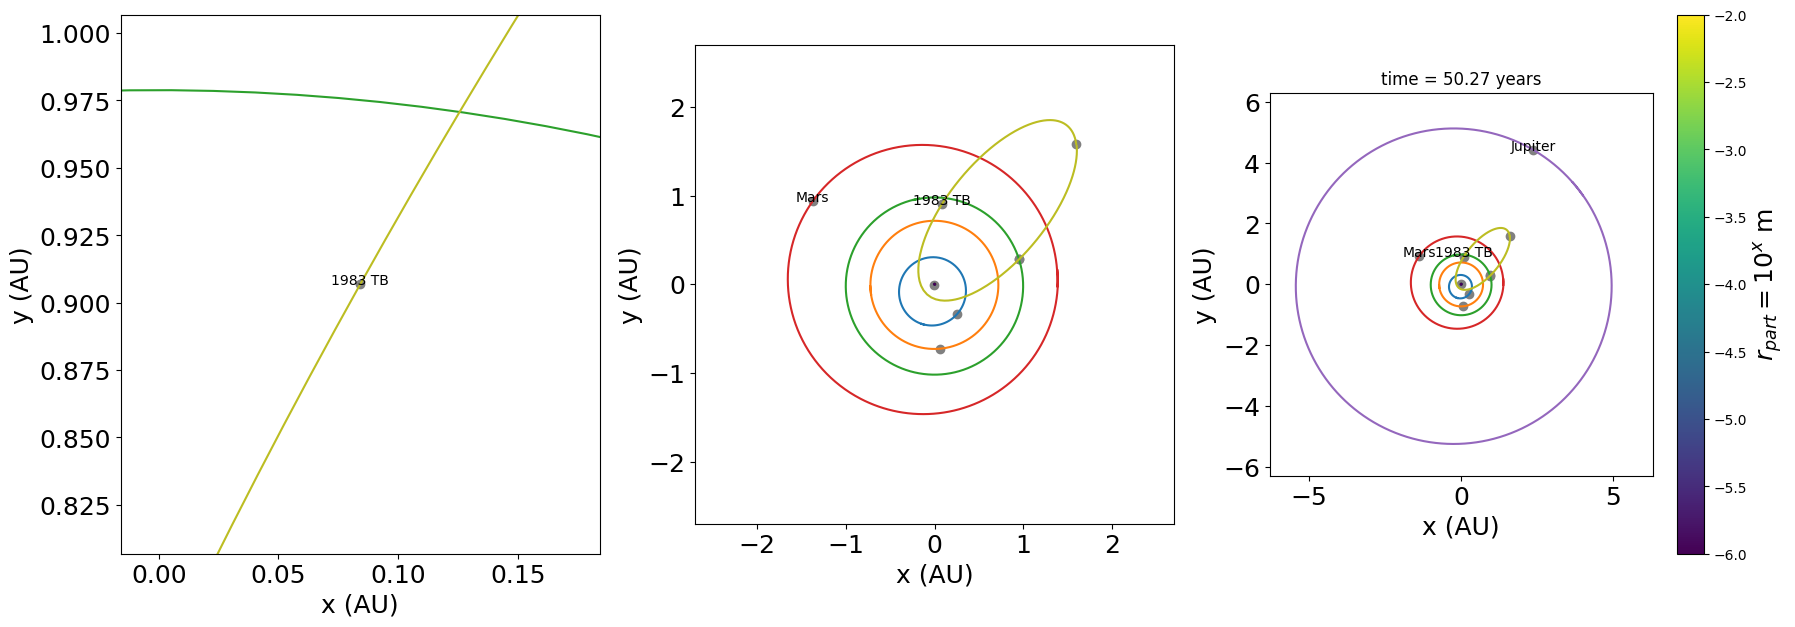 1.000
0.975
0.950
0.925
0.900
0.875
0.850
0.825
y (AU)
1983 TB
0.00 0.05 0.10 0.15
x (AU)
2
1
0
−1
−2
y (AU)
Mars
1983 TB
−2 −1 0 1 2
x (AU)
time = 50.27 years
6
4
2
0
−2
−4
−6
y (AU)
Jupiter
Mars 1983 TB
−5 0 5
x (AU)
−2.0
−2.5
−3.0
−3.5
−4.0
−4.5
−5.0
−5.5
−6.0
r_part = 10^x m